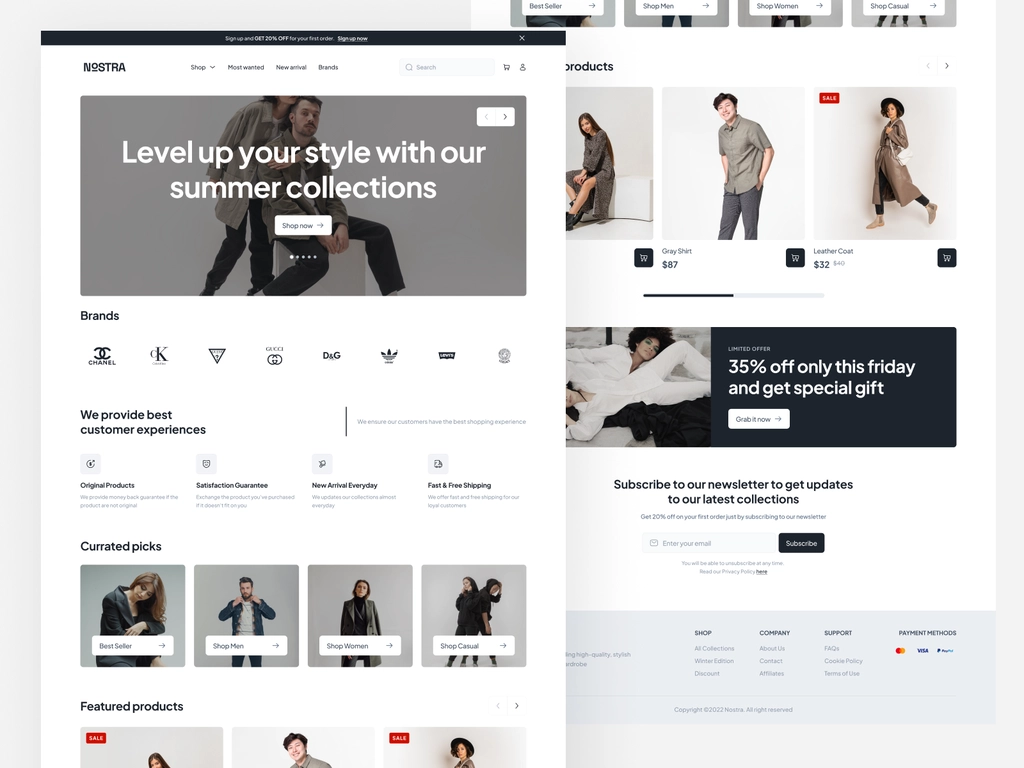 Sign up and GET 20% OFF for your first order. Sign up now
NOSTRA
Shop
Most wanted
New arrival
Brands
Search
Level up your style with our
summer collections
Shop now
Brands
CHANEL
CK
GUCCI
D&G
Levi's
We provide best
customer experiences
We ensure our customers have the best shopping experience
Original Products
We provide money back guarantee if the
product are not original
Satisfaction Guarantee
Exchange the product you've purchased
if it doesn't fit on you
New Arrival Everyday
We updates our collections almost
everyday
Fast & Free Shipping
We offer fast and free shipping for our
loyal customers
Currated picks
Best Seller
Shop Men
Shop Women
Shop Casual
Featured products
SALE
SALE
Best Seller
Shop Men
Shop Women
Shop Casual
products
SALE
Gray Shirt
$87
Leather Coat
$32 $40
LIMITED OFFER
35% off only this friday
and get special gift
Grab it now
Subscribe to our newsletter to get updates
to our latest collections
Get 20% off on your first order just by subscribing to our newsletter
Enter your email
Subscribe
You will be able to unsubscribe at any time.
Read our Privacy Policy here
ling high-quality, stylish
ardrobe
SHOP
All Collections
Winter Edition
Discount
COMPANY
About Us
Contact
Affiliates
SUPPORT
FAQs
Cookie Policy
Terms of Use
PAYMENT METHODS
VISA
PayPal
Copyright ©2022 Nostra. All right reserved